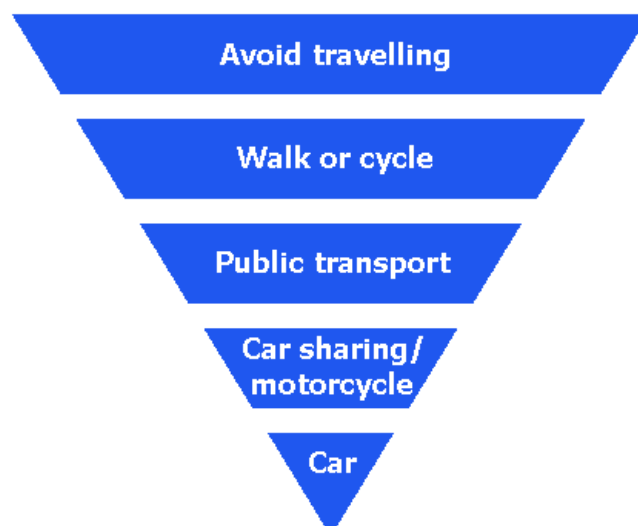 Avoid travelling
Walk or cycle
Public transport
Car sharing/
motorcycle
Car